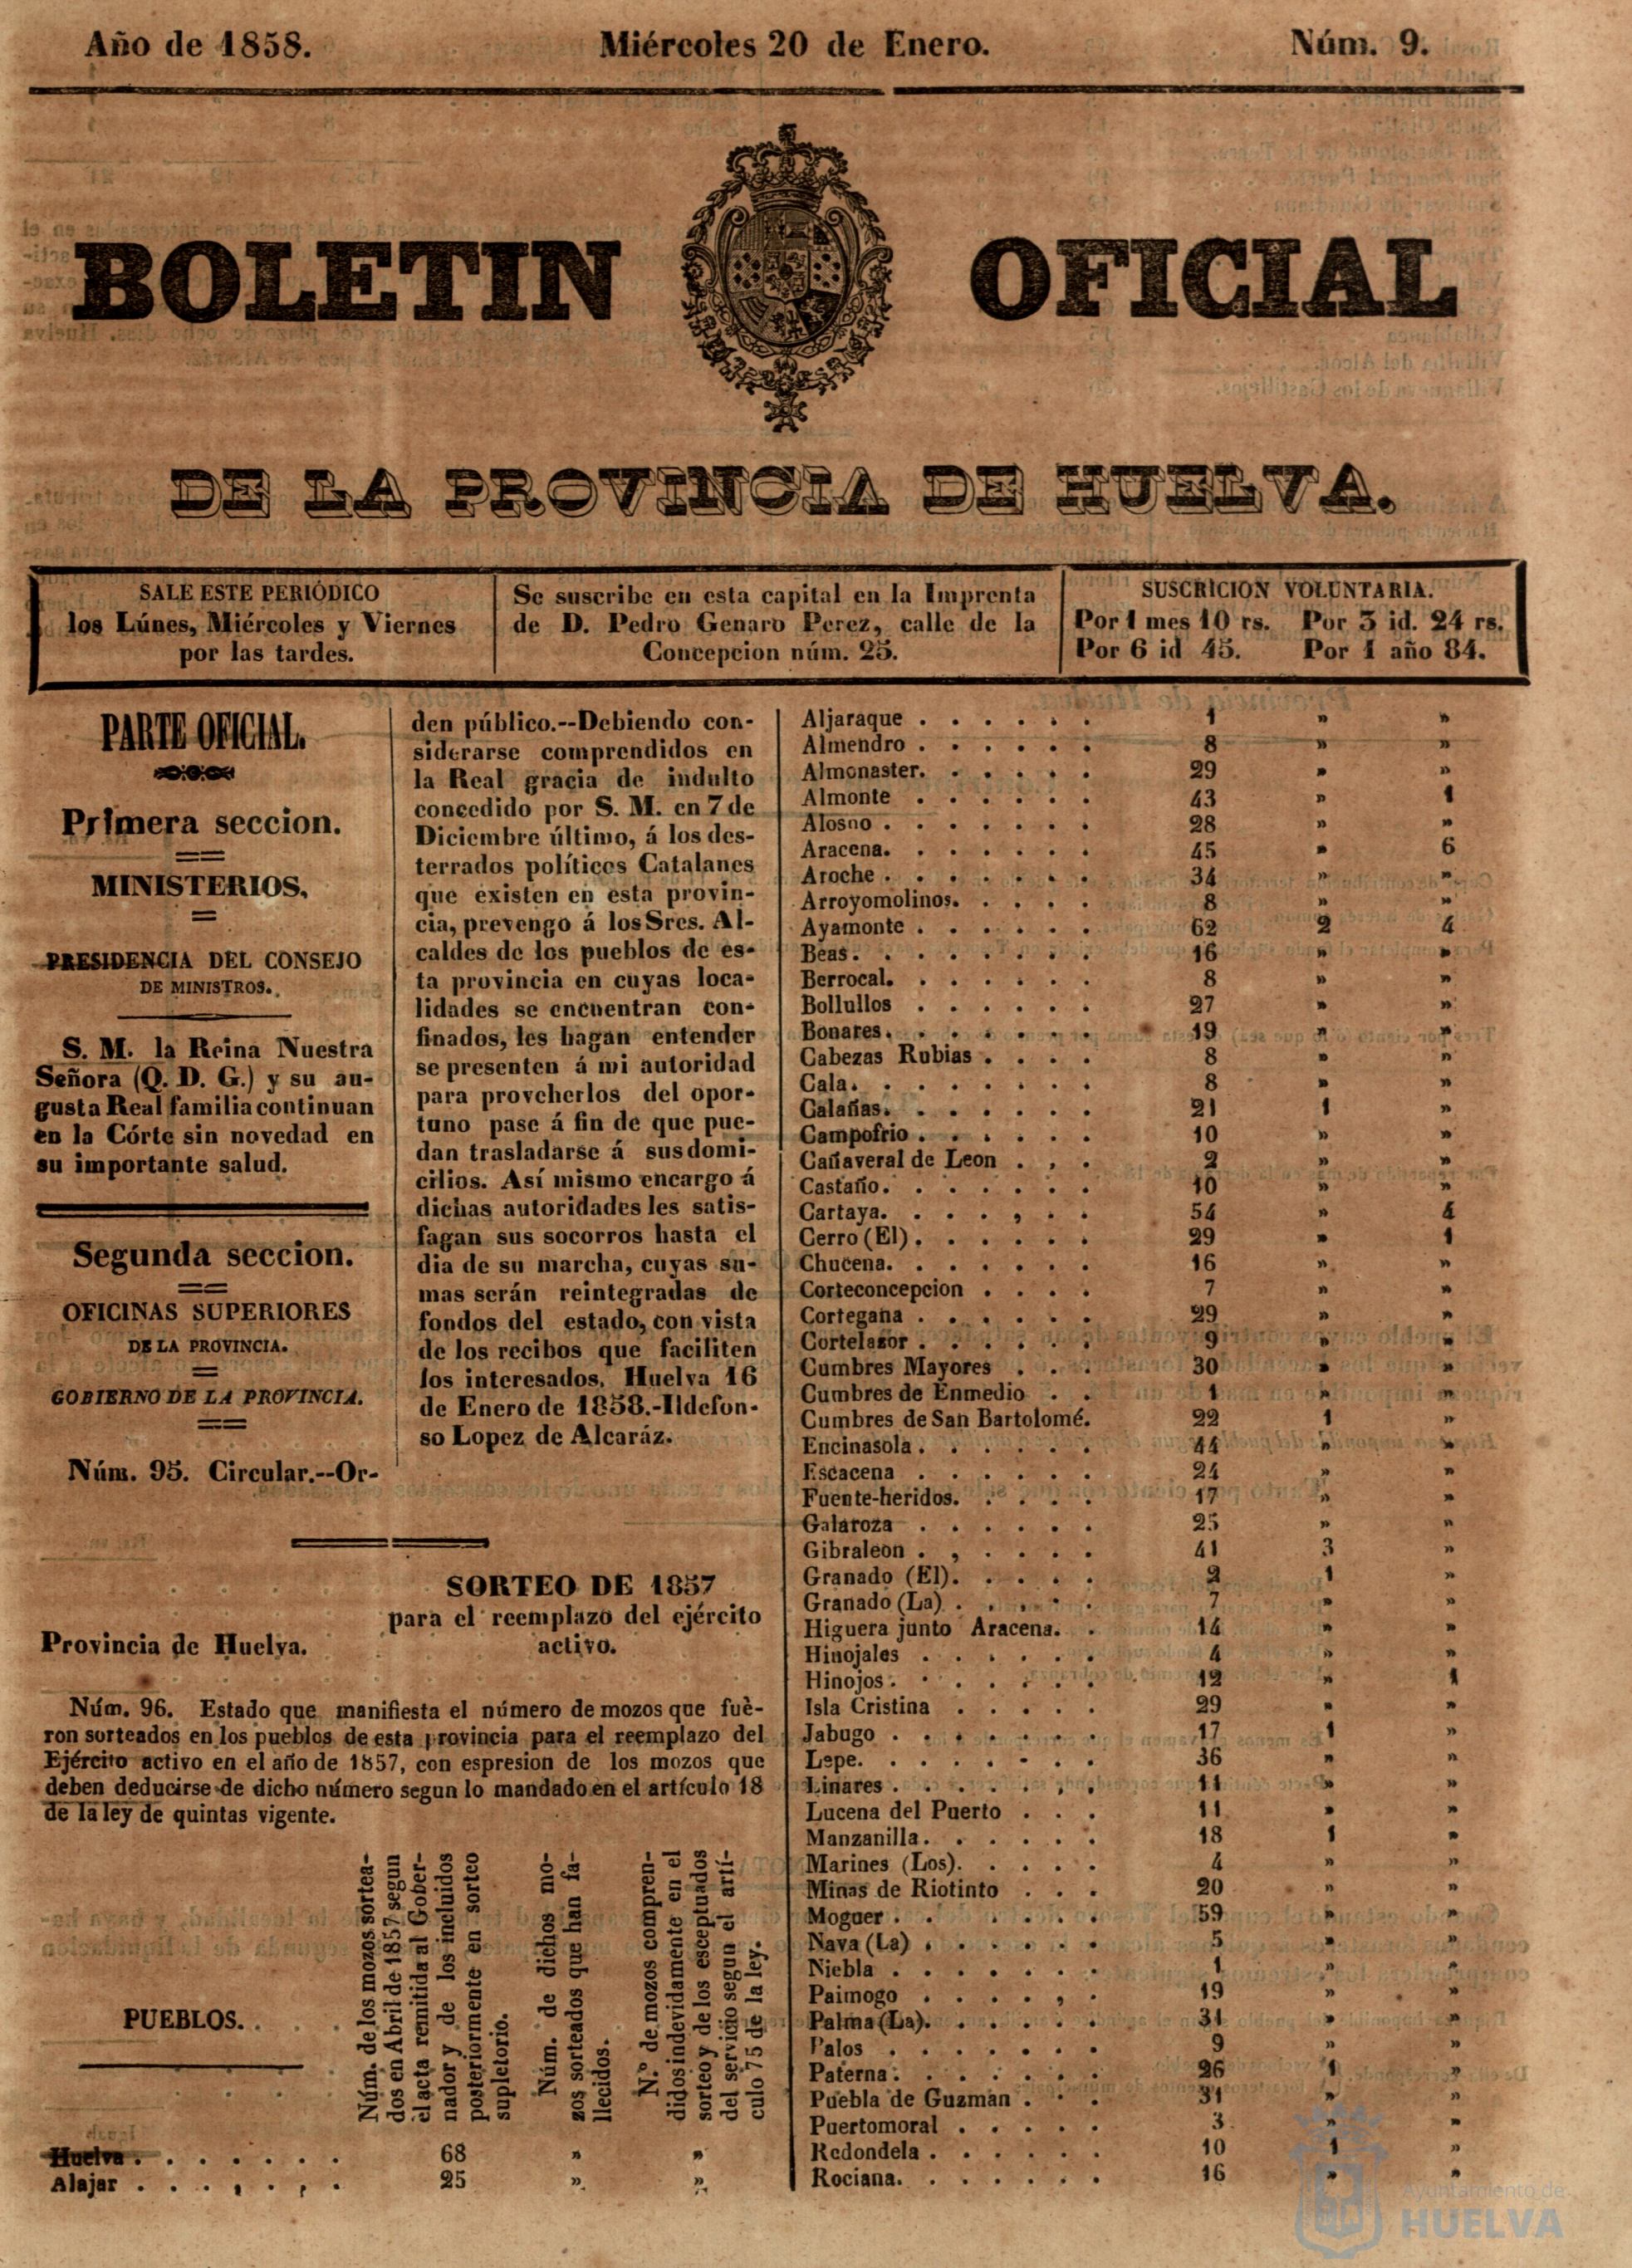 Año de 1858. Miércoles 20 de Enero. Núm. 9.
BOLETIN OFICIAL
DE LA PROVINCIA DE HUELVA.
SALE ESTE PERIÓDICO
los Lúnes, Miércoles y Viernes
por las tardes.
Se suscribe en esta capital en la Imprenta
de D. Pedro Genaro Perez, calle de la
Concepcion núm. 25.
SUSCRICION VOLUNTARIA.
Por 1 mes 10 rs. Por 3 id. 24 rs.
Por 6 id 45. Por 1 año 84.
PARTE OFICIAL.
Primera seccion.
MINISTERIOS.
PRESIDENCIA DEL CONSEJO
DE MINISTROS.
S. M. la Reina Nuestra
Señora (Q. D. G.) y su au-
gusta Real familia continuan
en la Córte sin novedad en
su importante salud.
Segunda seccion.
OFICINAS SUPERIORES
DE LA PROVINCIA.
GOBIERNO DE LA PROVINCIA.
Núm. 95. Circular.--Or-
den público.--Debiendo con-
siderarse comprendidos en
la Real gracia de indulto
concedido por S. M. en 7 de
Diciembre último, á los des-
terrados políticos Catalanes
que existen en esta provin-
cia, prevengo á los Sres. Al-
caldes de los pueblos de es-
ta provincia en cuyas loca-
lidades se encuentran con-
finados, les hagan entender
se presenten á mi autoridad
para proveherlos del opor-
tuno pase á fin de que pue-
dan trasladarse á sus domi-
cilios. Así mismo encargo á
dichas autoridades les satis-
fagan sus socorros hasta el
dia de su marcha, cuyas su-
mas serán reintegradas de
fondos del estado, con vista
de los recibos que faciliten
los interesados. Huelva 16
de Enero de 1858.-Ildefon-
so Lopez de Alcaráz.
Provincia de Huelva.
SORTEO DE 1857
para el reemplazo del ejército
activo.
Núm. 96. Estado que manifiesta el número de mozos que fue-
ron sorteados en los pueblos de esta provincia para el reemplazo del
Ejército activo en el año de 1857, con espresion de los mozos que
deben deducirse de dicho número segun lo mandado en el artículo 18
de la ley de quintas vigente.
PUEBLOS.
Núm. de los mozos sortea-
dos en Abril de 1857 segun
el acta remitida al Gober-
nador y de los incluidos
posteriormente en sorteo
supletorio.
Núm. de dichos mo-
zos sorteados que han fa-
llecidos.
N.º de mozos compren-
didos indevidamente en el
sorteo y de los esceptuados
del servicio segun el artí-
culo 75 de la ley.
Huelva . . . . . . . 68 » »
Alajar . . . . . . . 25 » »
Aljaraque . . . . . . 1 » »
Almendro . . . . . . 8 » »
Almonaster. . . . . . 29 » »
Almonte . . . . . . 43 » 1
Alosno . . . . . . . 28 » »
Aracena. . . . . . . 45 » 6
Aroche . . . . . . . 34 » »
Arroyomolinos. . . . . 8 » »
Ayamonte . . . . . . 62 2 4
Beas. . . . . . . . 16 » »
Berrocal. . . . . . . 8 » »
Bollullos . . . . . . 27 » »
Bonares. . . . . . . 19 » »
Cabezas Rubias . . . . 8 » »
Cala. . . . . . . . 8 » »
Calañas. . . . . . . 21 1 »
Campofrio . . . . . . 10 » »
Cañaveral de Leon . . . 2 » »
Castaño. . . . . . . 10 » »
Cartaya. . . . . . . 54 » 4
Cerro (El) . . . . . . 29 » 1
Chucena. . . . . . . 16 » »
Corteconcepcion . . . . 7 » »
Cortegana . . . . . . 29 » »
Cortelazor . . . . . . 9 » »
Cumbres Mayores . . . 30 » »
Cumbres de Enmedio . . 1 » »
Cumbres de San Bartolomé. 22 1 »
Encinasola . . . . . . 44 » »
Escacena . . . . . . 24 » »
Fuente-heridos. . . . . 17 » »
Galaroza . . . . . . 25 » »
Gibraleon . . . . . . 41 3 »
Granado (El). . . . . 2 1 »
Granado (La) . . . . . 7 » »
Higuera junto Aracena. . 14 » »
Hinojales . . . . . . 4 » »
Hinojos . . . . . . 12 » 1
Isla Cristina . . . . . 29 » »
Jabugo . . . . . . . 17 1 »
Lepe. . . . . . . . 36 » »
Linares . . . . . . . 11 » »
Lucena del Puerto . . . 11 » »
Manzanilla. . . . . . 18 1 »
Marines (Los). . . . . 4 » »
Minas de Riotinto . . . 20 » »
Moguer . . . . . . 59 » »
Nava (La) . . . . . . 5 » »
Niebla . . . . . . . 1 » »
Paimogo . . . . . . 19 » »
Palma (La). . . . . . 31 » »
Palos . . . . . . . 9 » »
Paterna . . . . . . 26 1 »
Puebla de Guzman . . . 31 » »
Puertomoral . . . . . 3 » »
Redondela . . . . . . 10 1 »
Rociana. . . . . . . 16 » »
Ayuntamiento de
HUELVA